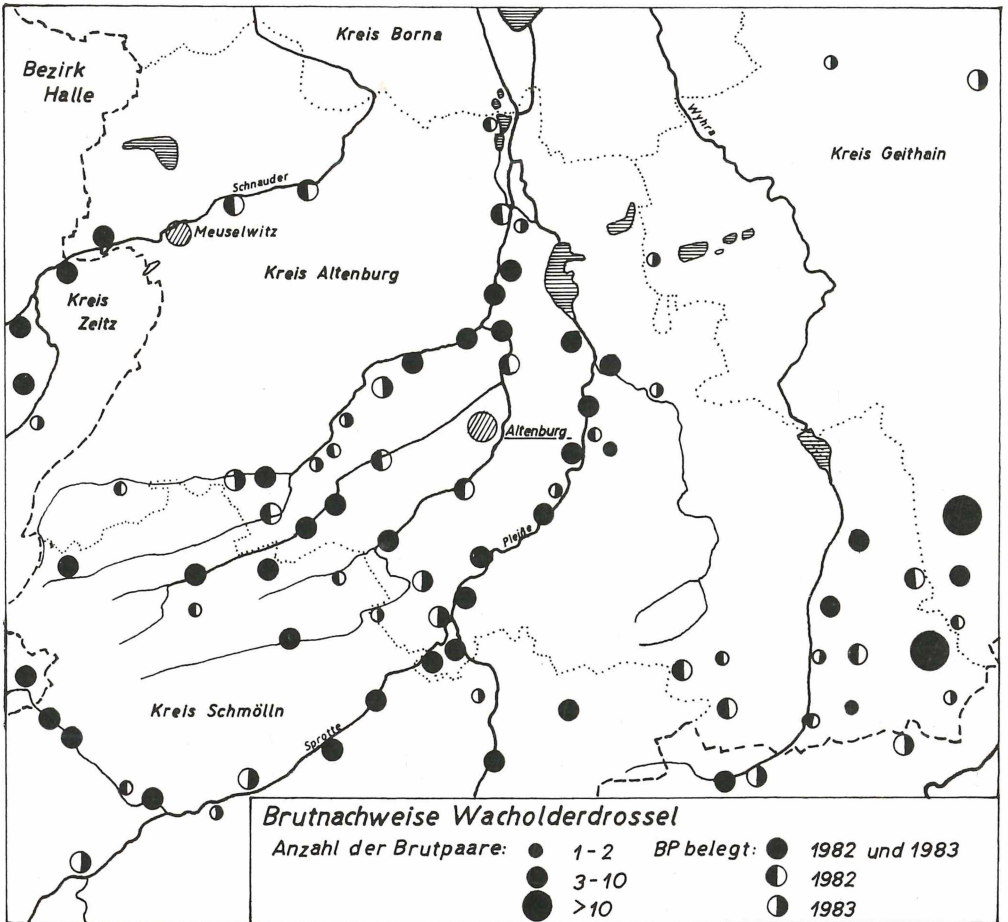 Kreis Borna
Bezirk
Halle
Wyhra
Kreis Geithain
Schnauder
Meuselwitz
Kreis Altenburg
Kreis
Zeitz
Altenburg
Pleiße
Kreis Schmölln
Sprotte
Brutnachweise Wacholderdrossel
Anzahl der Brutpaare: 1-2 BP belegt: 1982 und 1983
3-10 1982
>10 1983